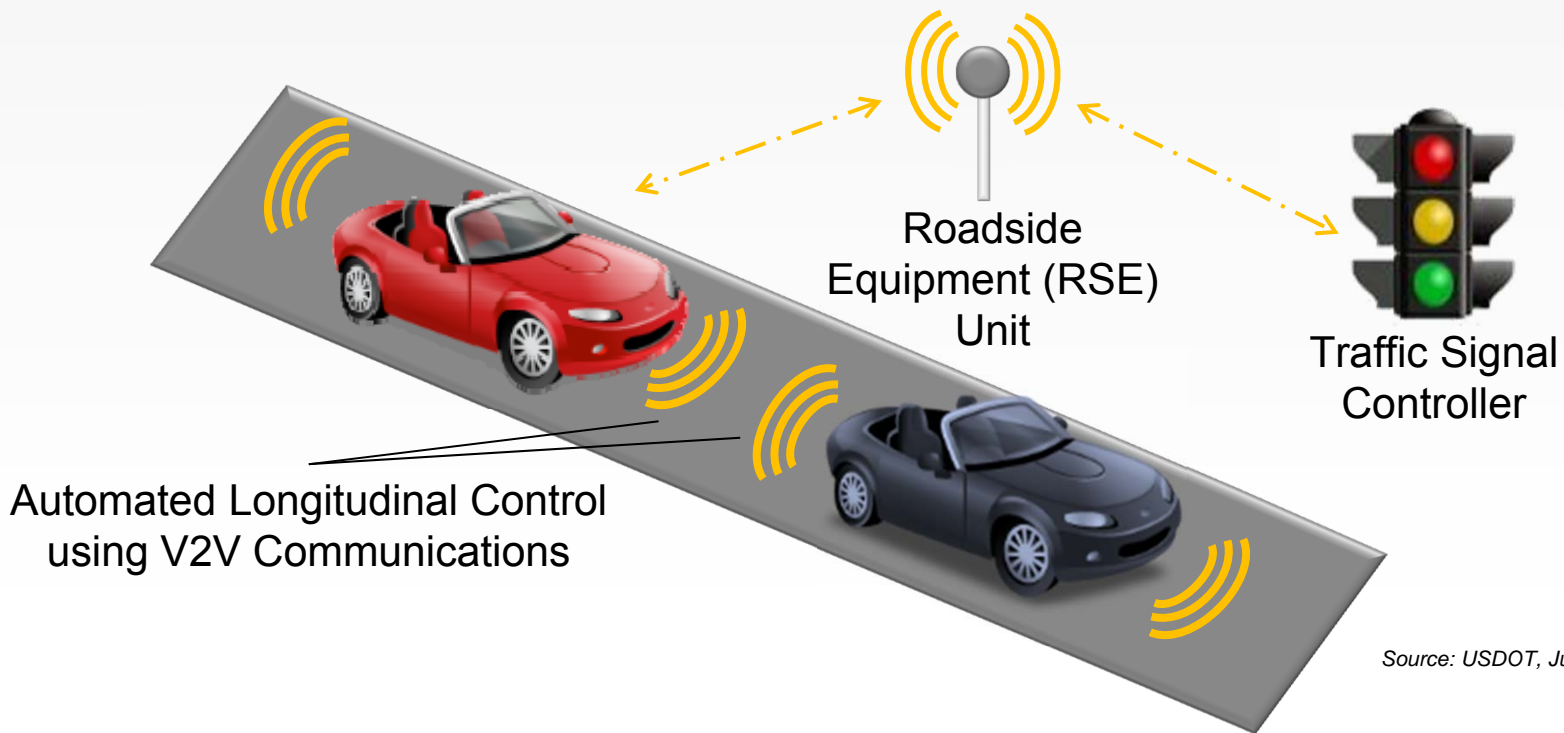 Roadside
Equipment (RSE)
Unit
Traffic Signal
Controller
Automated Longitudinal Control
using V2V Communications
Source: USDOT,